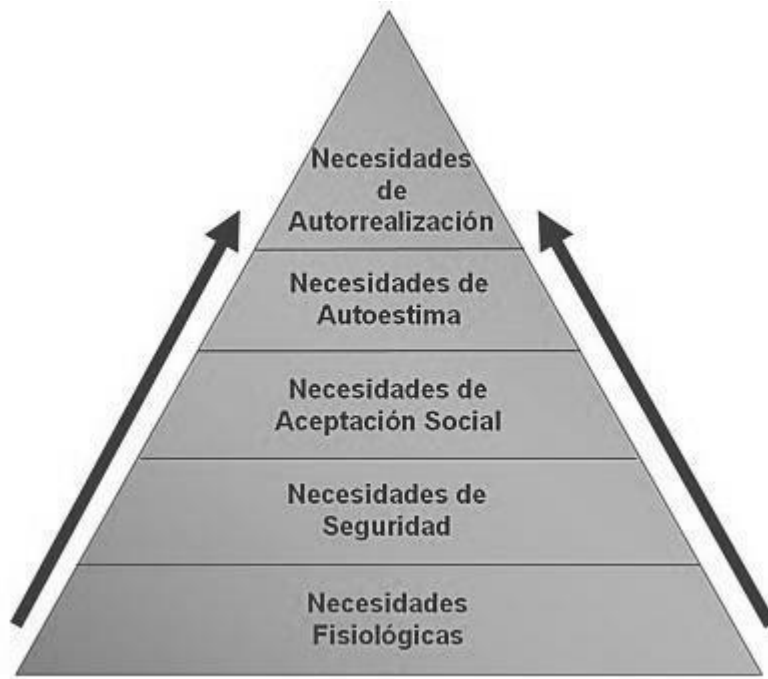 Necesidades
de
Autorrealización
Necesidades de
Autoestima
Necesidades de
Aceptación Social
Necesidades de
Seguridad
Necesidades
Fisiológicas